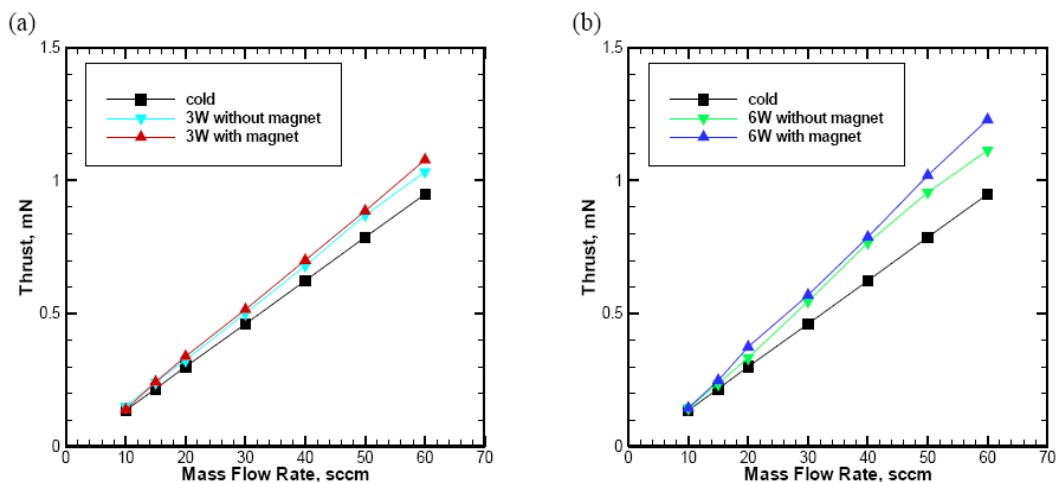 (a)
1.5
1
0.5
0
Thrust, mN
cold
3W without magnet
3W with magnet
0 10 20 30 40 50 60 70
Mass Flow Rate, sccm
(b)
1.5
1
0.5
0
Thrust, mN
cold
6W without magnet
6W with magnet
0 10 20 30 40 50 60 70
Mass Flow Rate, sccm